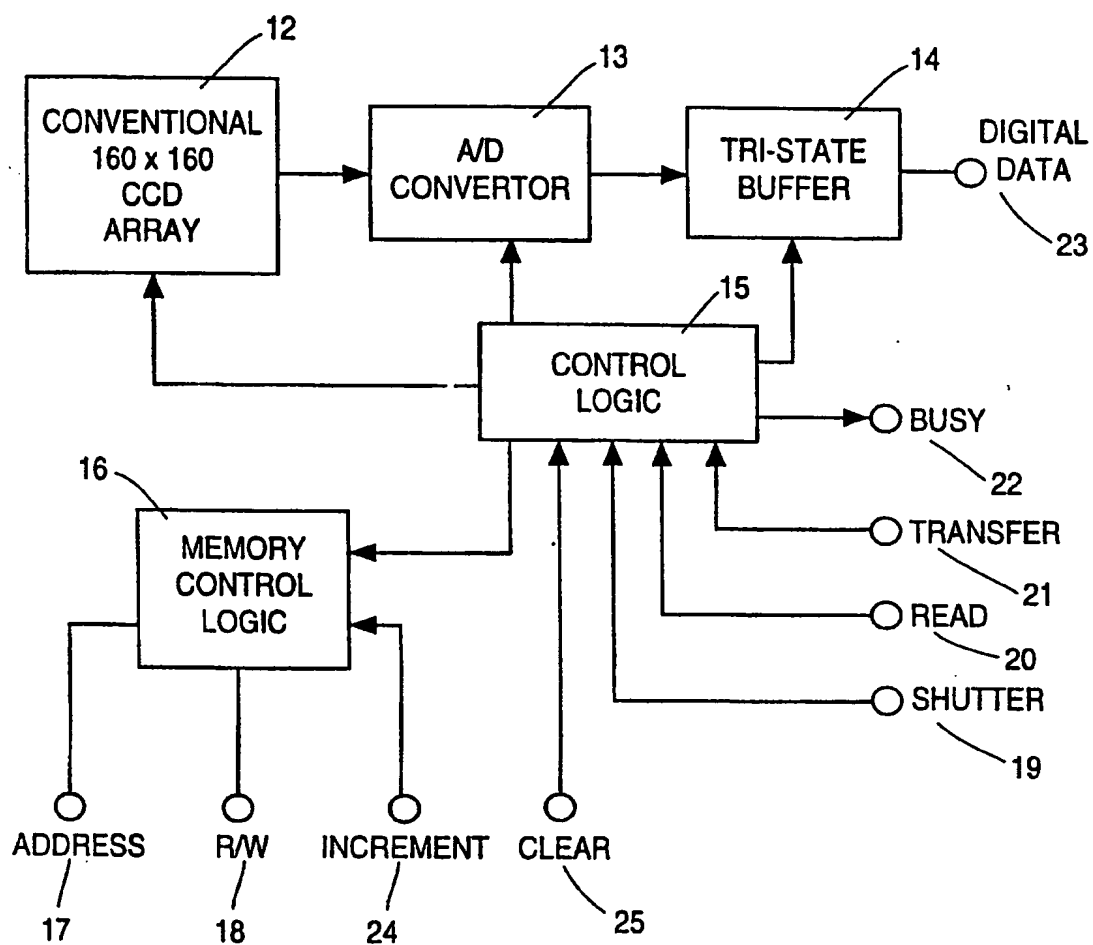 12
13
14
CONVENTIONAL
160 x 160
CCD
ARRAY
A/D
CONVERTOR
TRI-STATE
BUFFER
DIGITAL
DATA
23
15
CONTROL
LOGIC
BUSY
22
16
MEMORY
CONTROL
LOGIC
TRANSFER
21
READ
20
SHUTTER
19
ADDRESS
R/W
INCREMENT
CLEAR
17
18
24
25